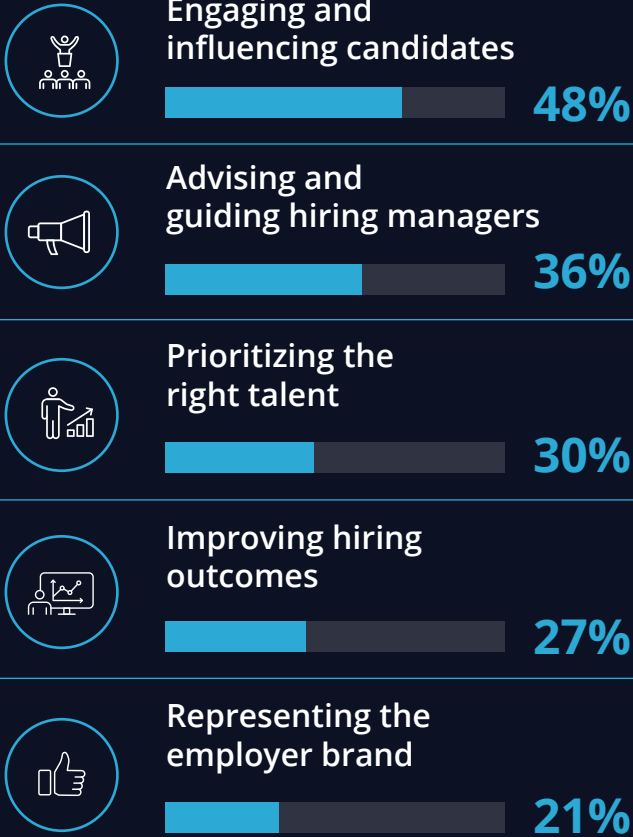 Engaging and
influencing candidates
48%
Advising and
guiding hiring managers
36%
Prioritizing the
right talent
30%
Improving hiring
outcomes
27%
Representing the
employer brand
21%